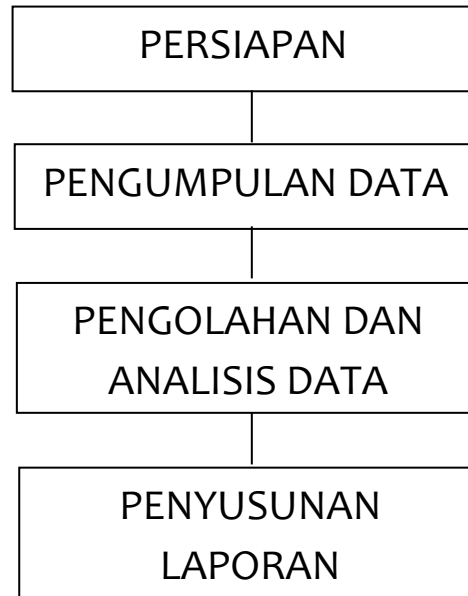 PERSIAPAN
PENGUMPULAN DATA
PENGOLAHAN DAN
ANALISIS DATA
PENYUSUNAN
LAPORAN